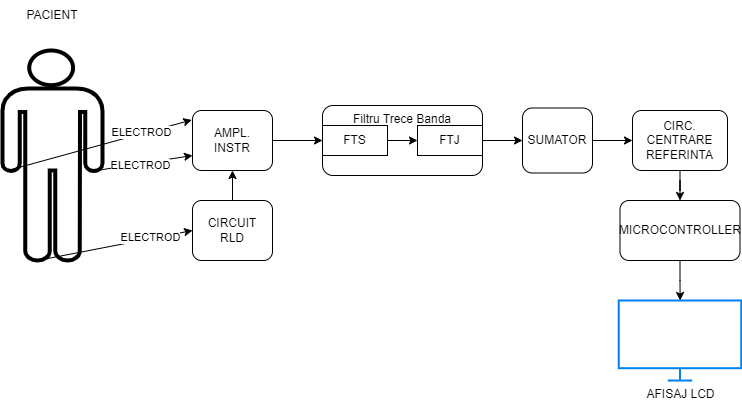 PACIENT
ELECTROD
ELECTROD
ELECTROD
AMPL.
INSTR
CIRCUIT
RLD
Filtru Trece Banda
FTS
FTJ
SUMATOR
CIRC.
CENTRARE
REFERINTA
MICROCONTROLLER
AFISAJ LCD